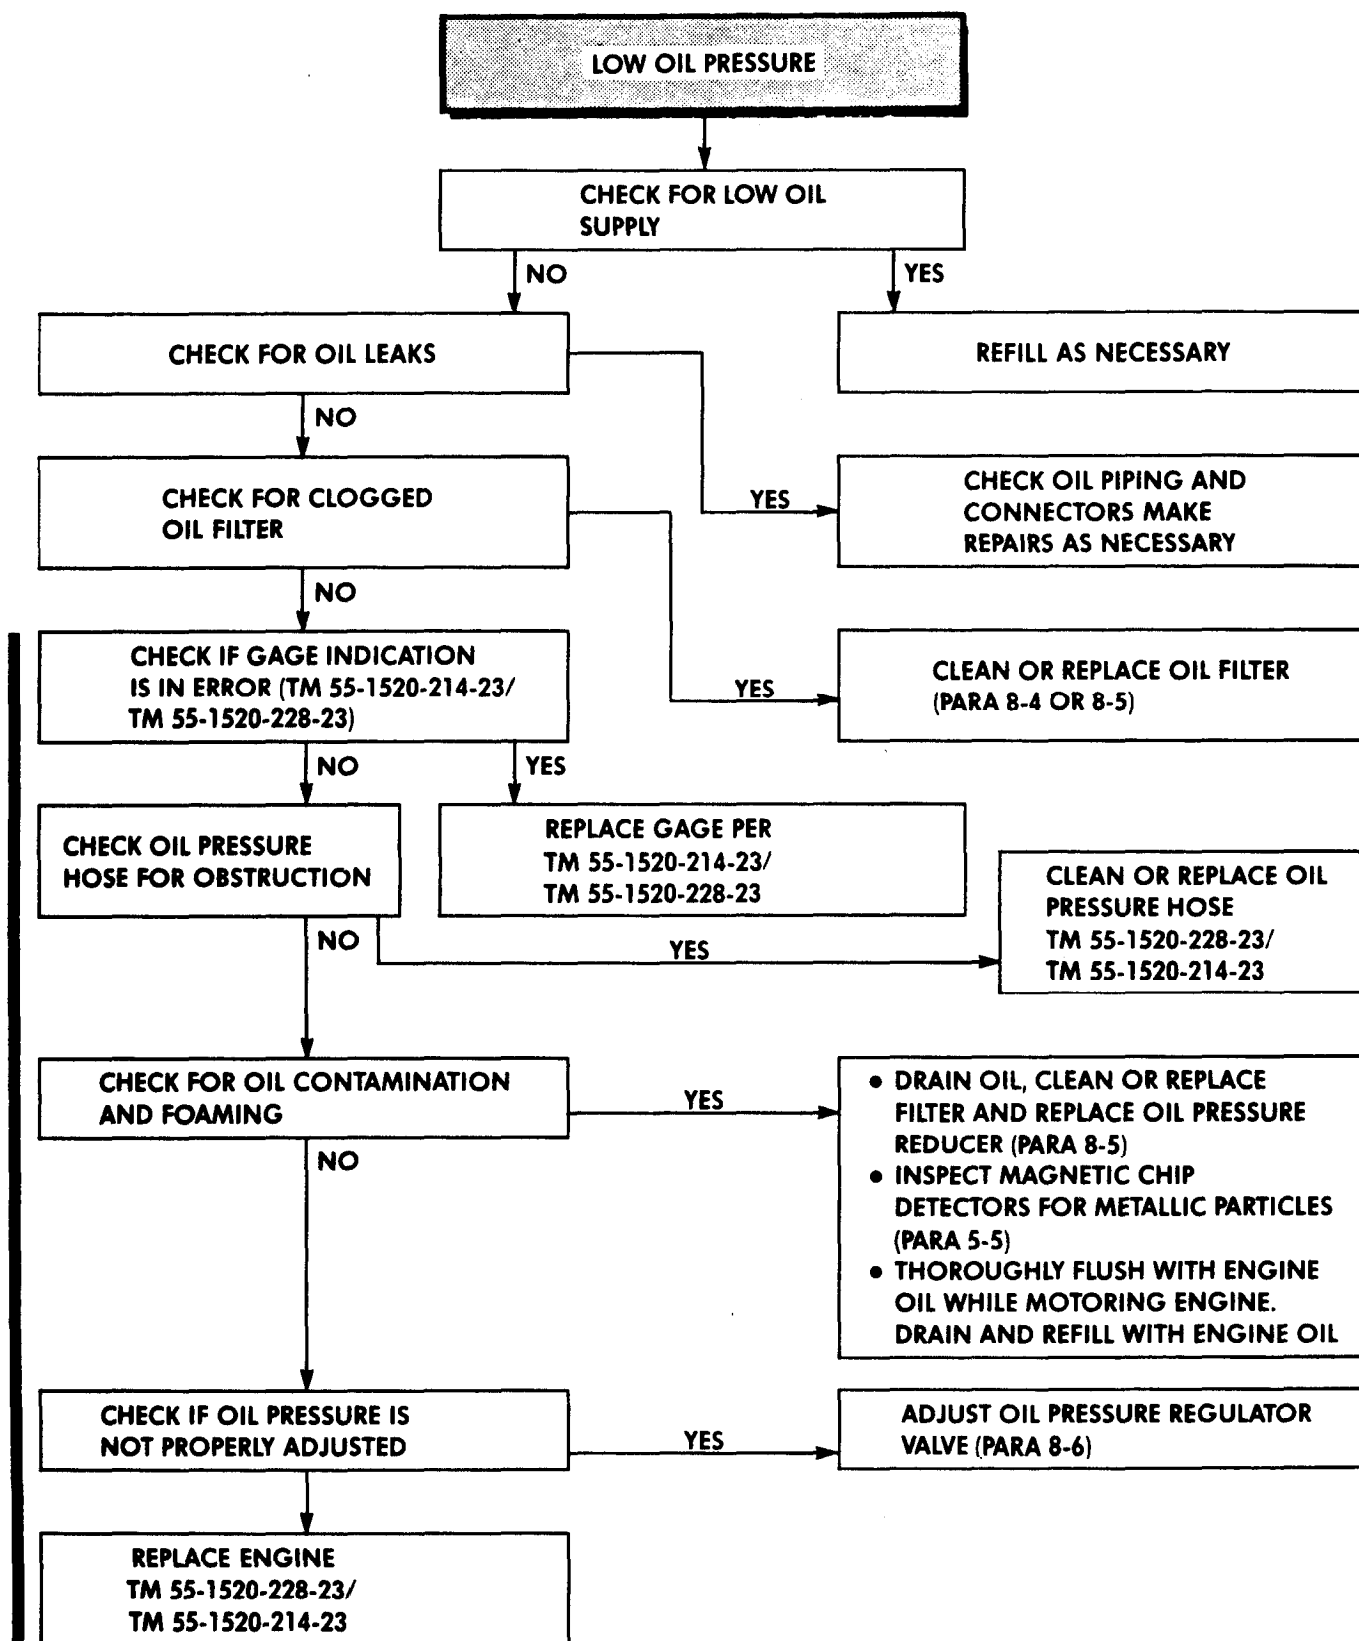 LOW OIL PRESSURE
CHECK FOR LOW OIL
SUPPLY
NO
YES
CHECK FOR OIL LEAKS
REFILL AS NECESSARY
NO
YES
CHECK FOR CLOGGED
OIL FILTER
CHECK OIL PIPING AND
CONNECTORS MAKE
REPAIRS AS NECESSARY
NO
YES
CHECK IF GAGE INDICATION
IS IN ERROR (TM 55-1520-214-23/
TM 55-1520-228-23)
CLEAN OR REPLACE OIL FILTER
(PARA 8-4 OR 8-5)
NO
YES
CHECK OIL PRESSURE
HOSE FOR OBSTRUCTION
REPLACE GAGE PER
TM 55-1520-214-23/
TM 55-1520-228-23
CLEAN OR REPLACE OIL
PRESSURE HOSE
TM 55-1520-228-23/
TM 55-1520-214-23
NO
YES
CHECK FOR OIL CONTAMINATION
AND FOAMING
YES
• DRAIN OIL, CLEAN OR REPLACE
FILTER AND REPLACE OIL PRESSURE
REDUCER (PARA 8-5)
• INSPECT MAGNETIC CHIP
DETECTORS FOR METALLIC PARTICLES
(PARA 5-5)
• THOROUGHLY FLUSH WITH ENGINE
OIL WHILE MOTORING ENGINE.
DRAIN AND REFILL WITH ENGINE OIL
NO
CHECK IF OIL PRESSURE IS
NOT PROPERLY ADJUSTED
YES
ADJUST OIL PRESSURE REGULATOR
VALVE (PARA 8-6)
REPLACE ENGINE
TM 55-1520-228-23/
TM 55-1520-214-23